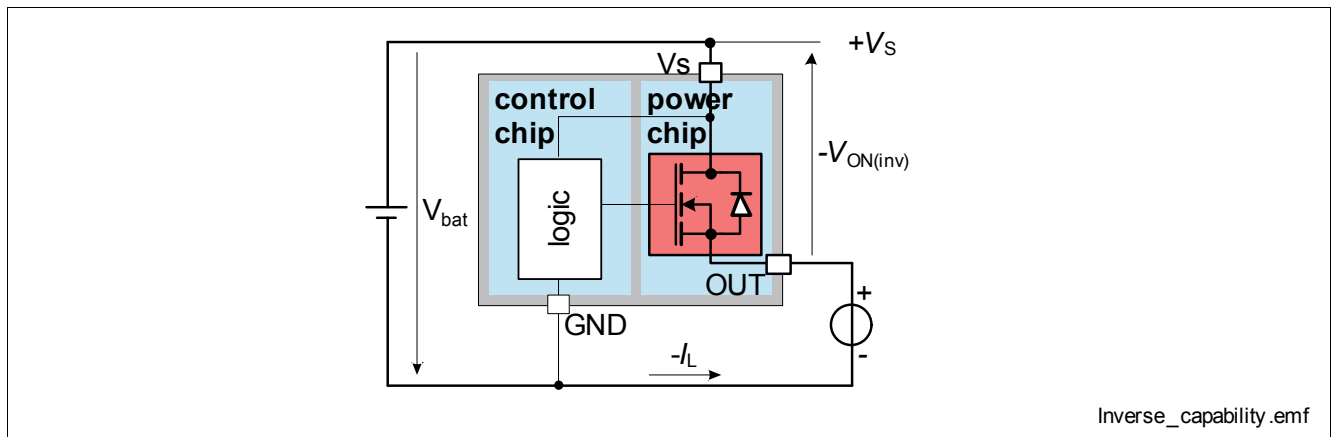 +VS
Vs
control chip
power chip
-VON(inv)
Vbat
logic
OUT
+
-
GND
-IL
Inverse_capability.emf